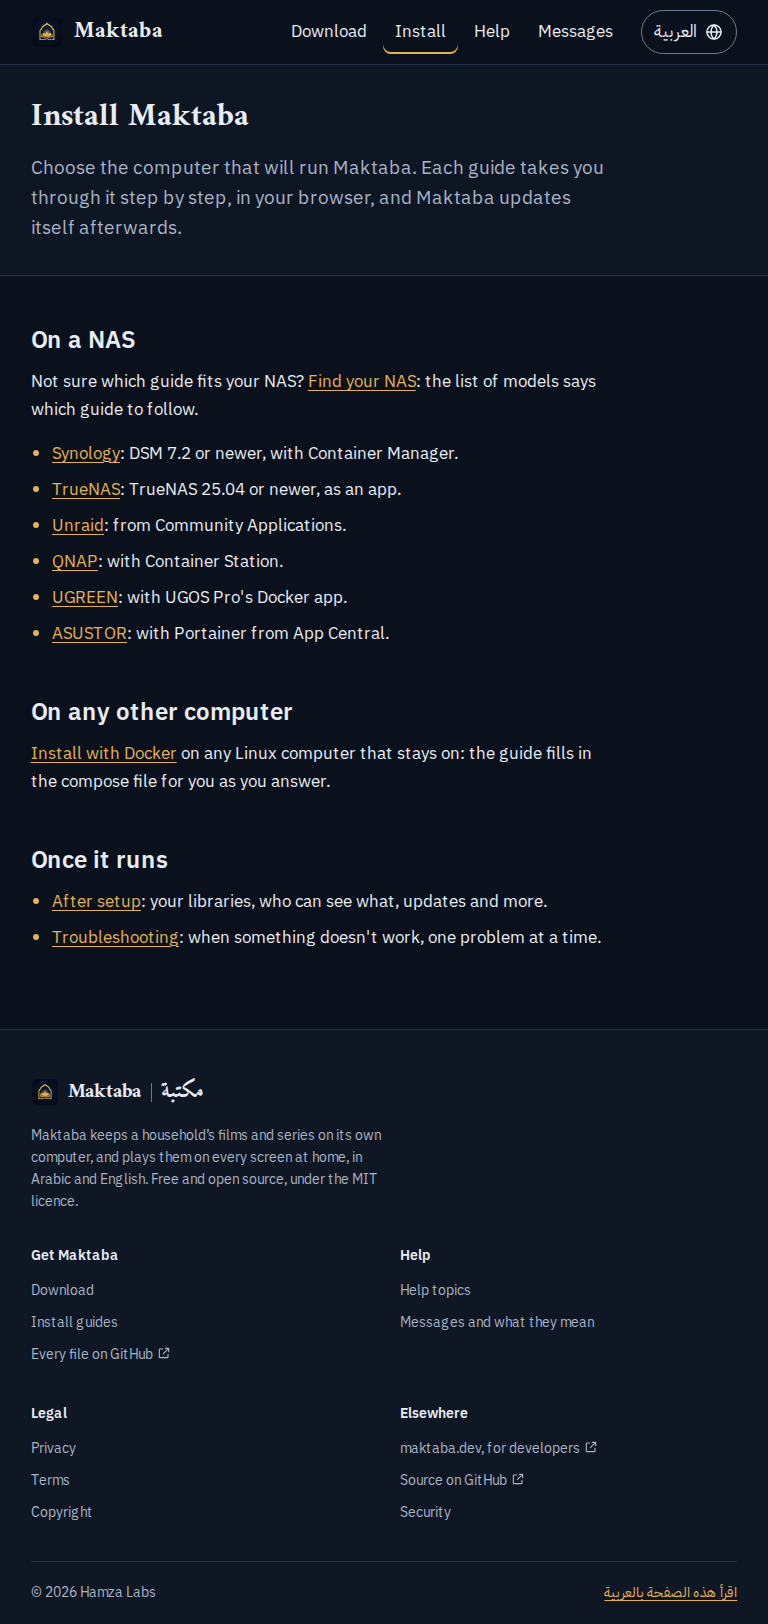 Maktaba
Download
Install
Help
Messages
العربية
Install Maktaba
Choose the computer that will run Maktaba. Each guide takes you
through it step by step, in your browser, and Maktaba updates
itself afterwards.
On a NAS
Not sure which guide fits your NAS? Find your NAS: the list of models says
which guide to follow.
Synology: DSM 7.2 or newer, with Container Manager.
TrueNAS: TrueNAS 25.04 or newer, as an app.
Unraid: from Community Applications.
QNAP: with Container Station.
UGREEN: with UGOS Pro's Docker app.
ASUSTOR: with Portainer from App Central.
On any other computer
Install with Docker on any Linux computer that stays on: the guide fills in
the compose file for you as you answer.
Once it runs
After setup: your libraries, who can see what, updates and more.
Troubleshooting: when something doesn't work, one problem at a time.
Maktaba | مكتبة
Maktaba keeps a household’s films and series on its own
computer, and plays them on every screen at home, in
Arabic and English. Free and open source, under the MIT
licence.
Get Maktaba
Download
Install guides
Every file on GitHub
Help
Help topics
Messages and what they mean
Legal
Privacy
Terms
Copyright
Elsewhere
maktaba.dev, for developers
Source on GitHub
Security
© 2026 Hamza Labs
اقرأ هذه الصفحة بالعربية